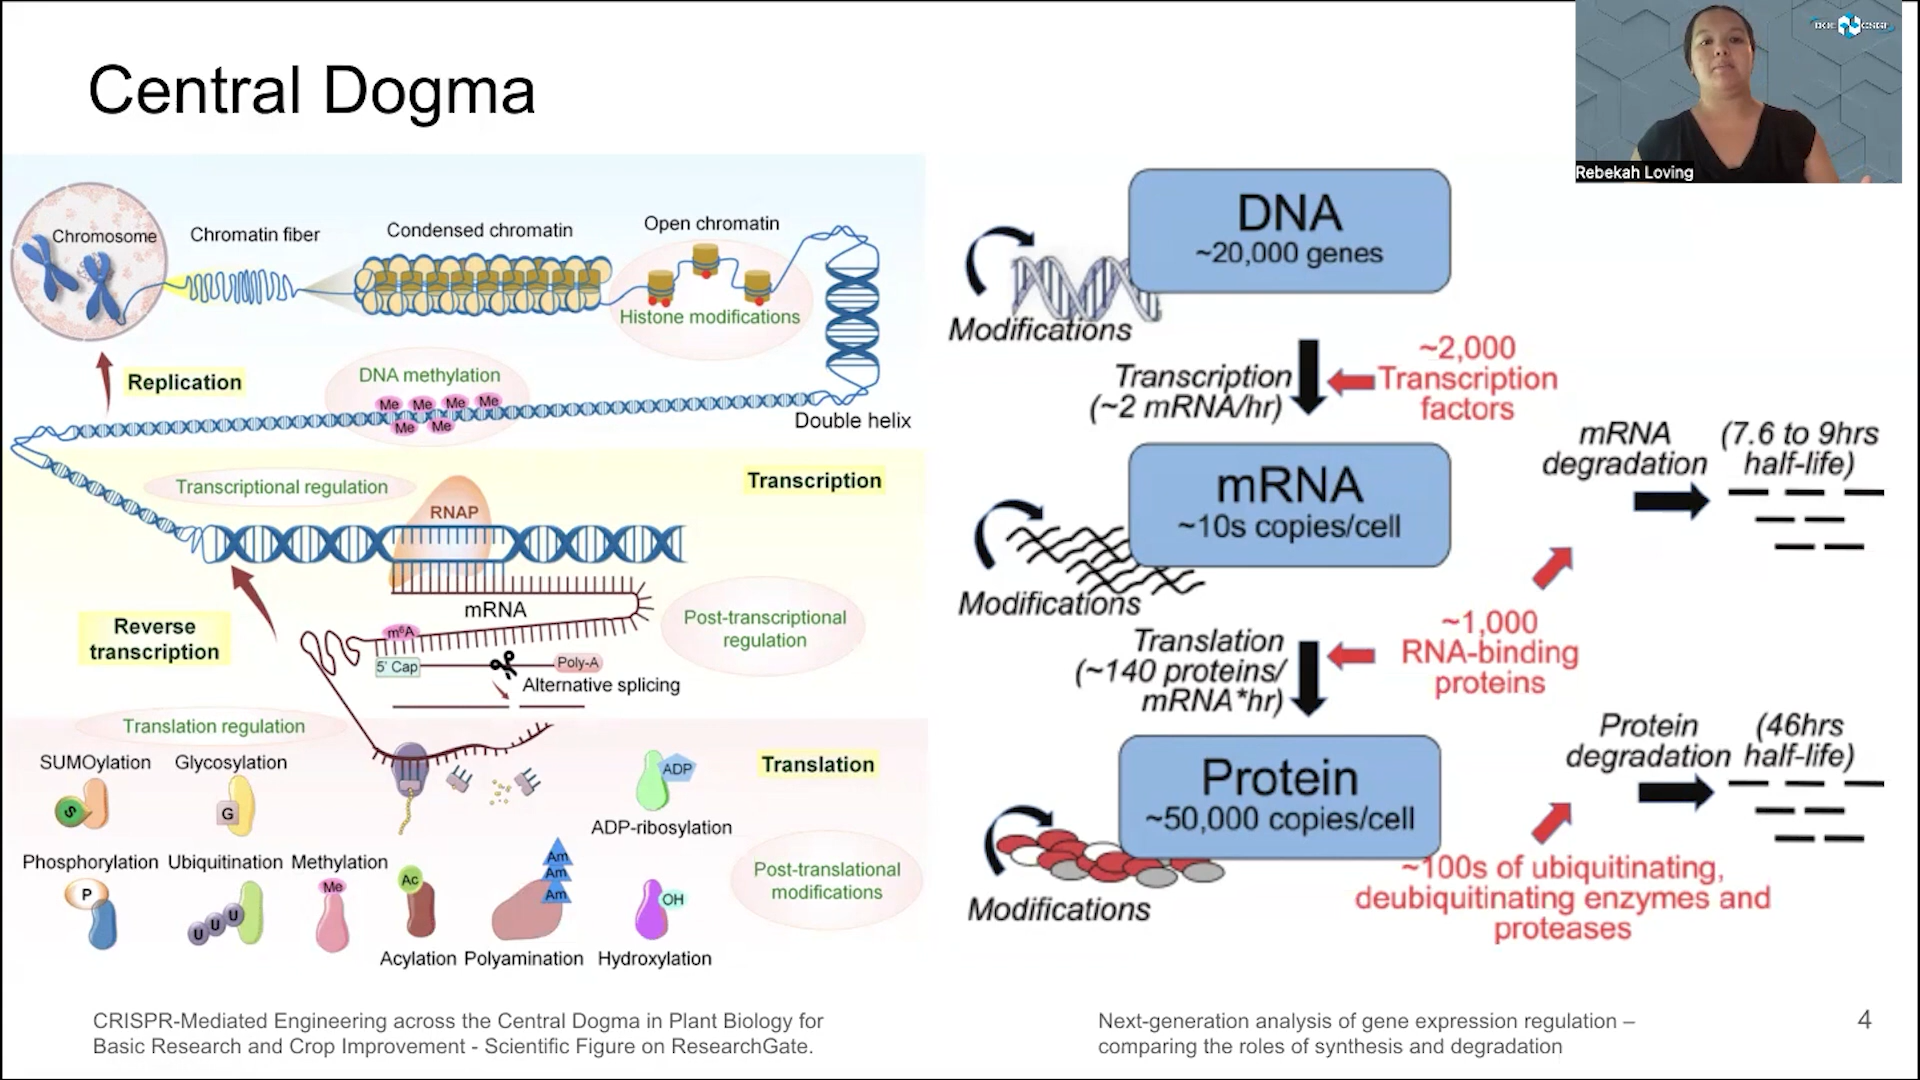 Central Dogma
Rebekah Loving
Chromosome
Chromatin fiber
Condensed chromatin
Open chromatin
Histone modifications
Replication
DNA methylation
Me Me Me Me
Me Me
Double helix
Transcriptional regulation
Transcription
RNAP
mRNA
Reverse
transcription
m⁶A
5' Cap
Poly-A
Alternative splicing
Post-transcriptional
regulation
Translation regulation
Translation
SUMOylation
Glycosylation
S
G
ADP
ADP-ribosylation
Phosphorylation
Ubiquitination
Methylation
P
U U U
Me
Ac
Am
Am
Am
OH
Acylation
Polyamination
Hydroxylation
Post-translational
modifications
DNA
~20,000 genes
Modifications
Transcription
(~2 mRNA/hr)
~2,000
Transcription
factors
mRNA
~10s copies/cell
Modifications
mRNA
degradation
(7.6 to 9hrs
half-life)
Translation
(~140 proteins/
mRNA*hr)
~1,000
RNA-binding
proteins
Protein
~50,000 copies/cell
Modifications
Protein
degradation
(46hrs
half-life)
~100s of ubiquitinating,
deubiquitinating enzymes and
proteases
CRISPR-Mediated Engineering across the Central Dogma in Plant Biology for
Basic Research and Crop Improvement - Scientific Figure on ResearchGate.
Next-generation analysis of gene expression regulation –
comparing the roles of synthesis and degradation
4